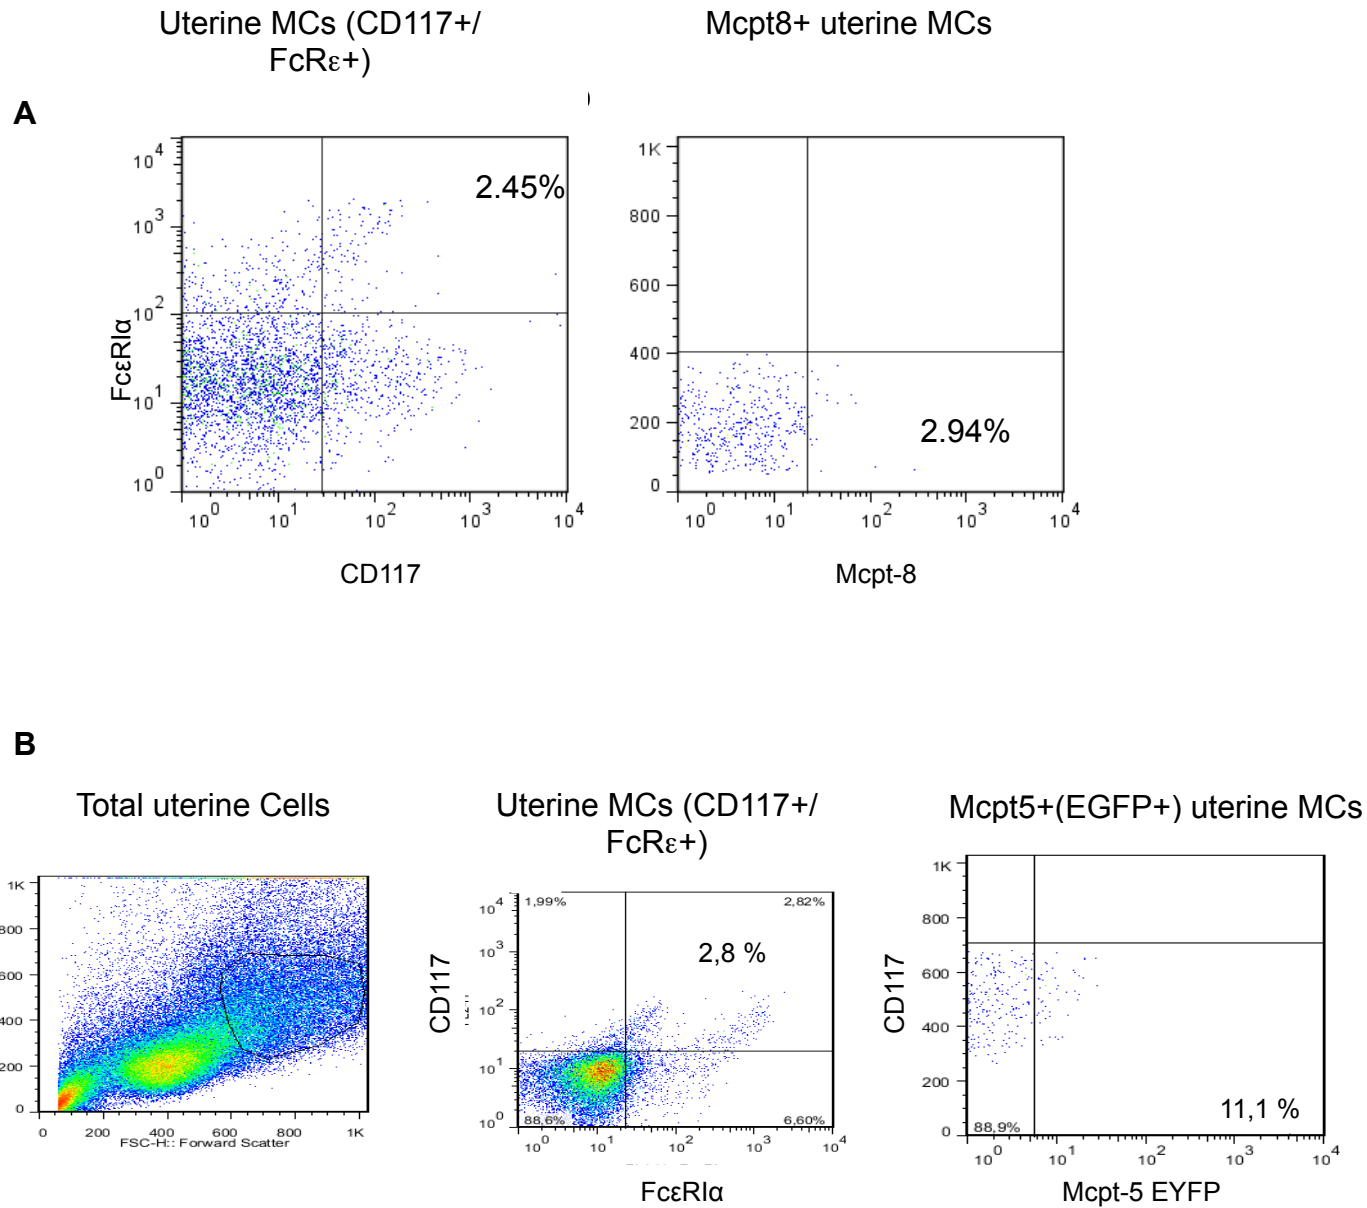 Uterine MCs (CD117+/
FcRε+)
Mcpt8+ uterine MCs
A
10^4
10^3
10^2
10^1
10^0
FcεRIα
2.45%
10^0 10^1 10^2 10^3 10^4
CD117
1K
800
600
400
200
0
2.94%
10^0 10^1 10^2 10^3 10^4
Mcpt-8
B
Total uterine Cells
Uterine MCs (CD117+/
FcRε+)
Mcpt5+(EGFP+) uterine MCs
1K
800
600
400
200
0
0 200 400 600 800 1K
FSC-H:: Forward Scatter
CD117
10^4
10^3
10^2
10^1
10^0
1,99% 2,82%
2,8 %
88,6% 6,60%
10^0 10^1 10^2 10^3 10^4
FcεRIα
CD117
1K
800
600
400
200
0
11,1 %
88,9%
10^0 10^1 10^2 10^3 10^4
Mcpt-5 EYFP